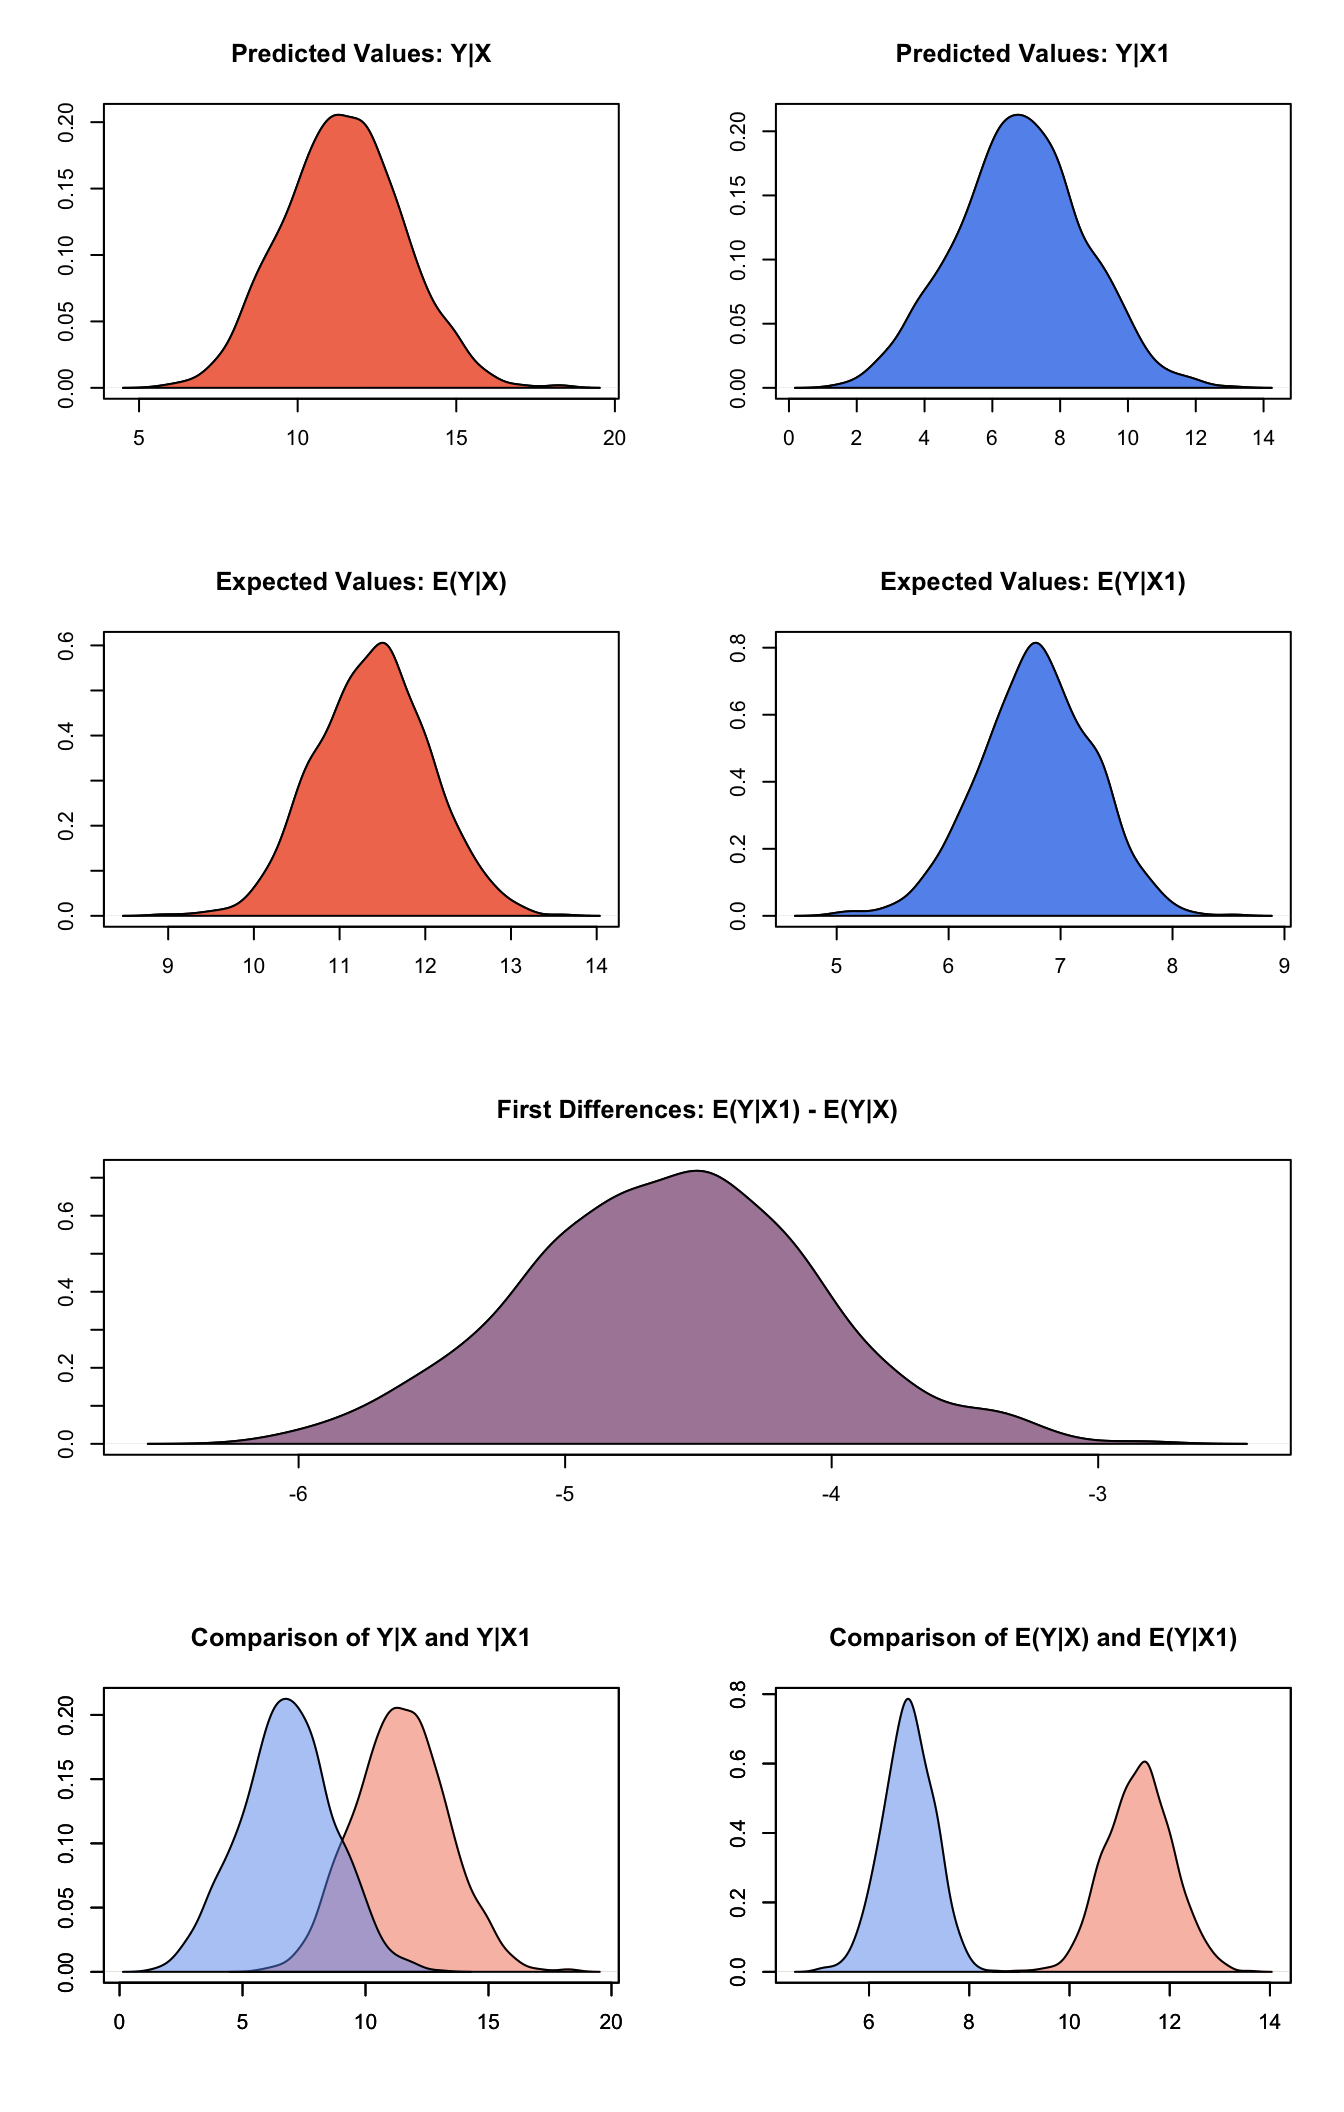 Predicted Values: Y|X
0.00 0.05 0.10 0.15 0.20
5 10 15 20
Predicted Values: Y|X1
0.00 0.05 0.10 0.15 0.20
0 2 4 6 8 10 12 14
Expected Values: E(Y|X)
0.0 0.2 0.4 0.6
9 10 11 12 13 14
Expected Values: E(Y|X1)
0.0 0.2 0.4 0.6 0.8
5 6 7 8 9
First Differences: E(Y|X1) - E(Y|X)
0.0 0.2 0.4 0.6
-6 -5 -4 -3
Comparison of Y|X and Y|X1
0.00 0.05 0.10 0.15 0.20
0 5 10 15 20
Comparison of E(Y|X) and E(Y|X1)
0.0 0.2 0.4 0.6 0.8
6 8 10 12 14